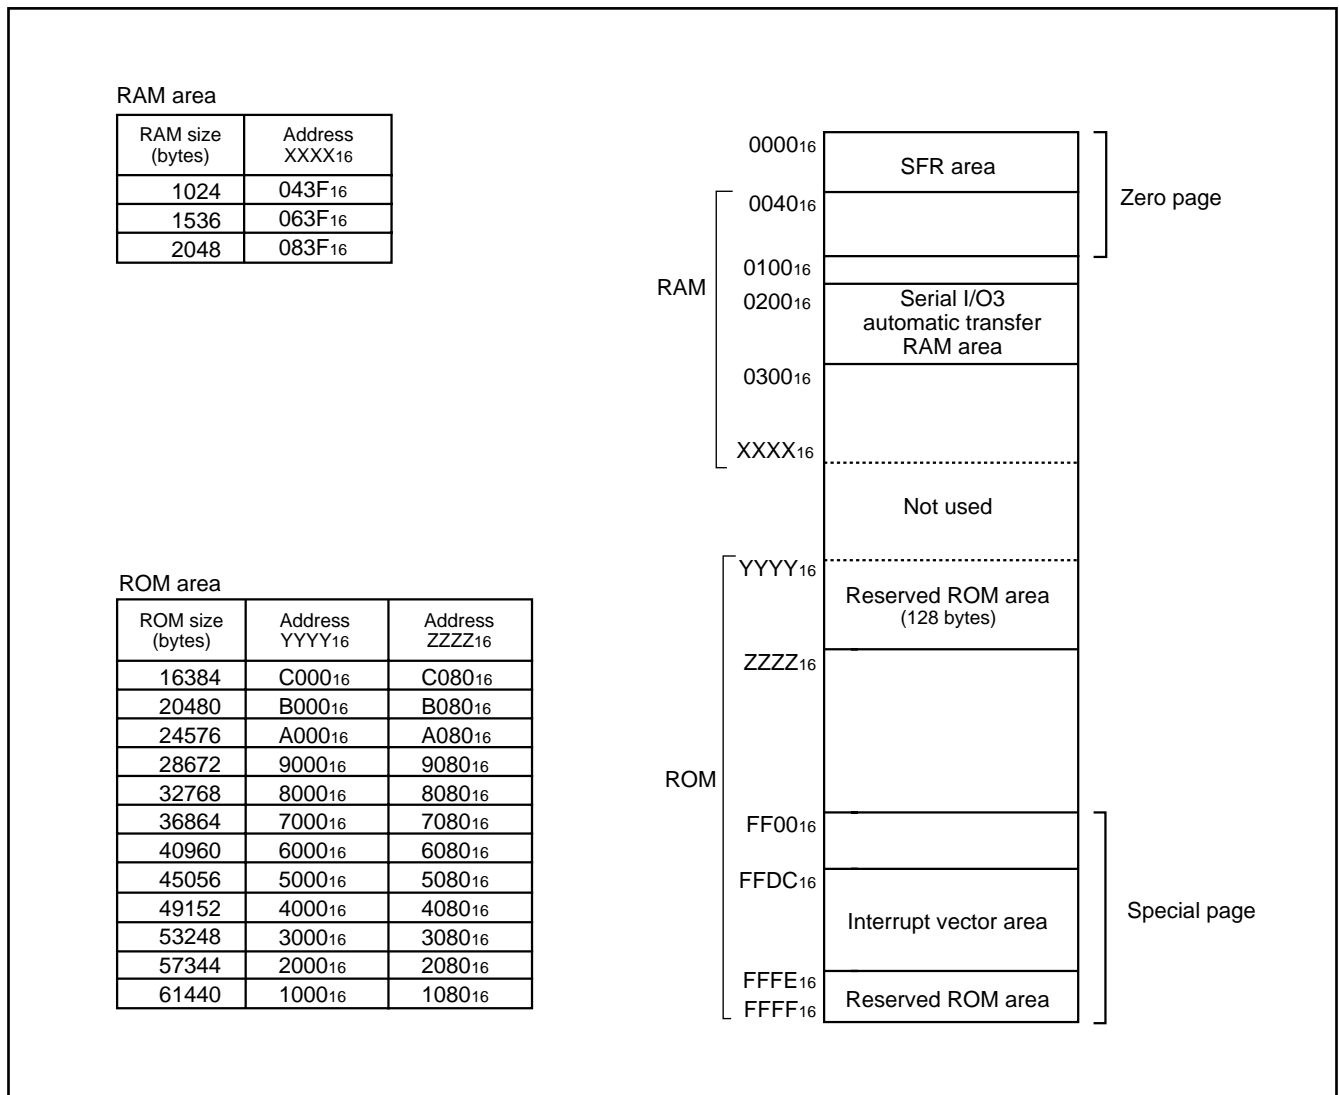 RAM area
RAM size (bytes) Address XXXX16
1024 043F16
1536 063F16
2048 083F16
ROM area
ROM size (bytes) Address YYYY16 Address ZZZZ16
16384 C00016 C08016
20480 B00016 B08016
24576 A00016 A08016
28672 900016 908016
32768 800016 808016
36864 700016 708016
40960 600016 608016
45056 500016 508016
49152 400016 408016
53248 300016 308016
57344 200016 208016
61440 100016 108016
000016
SFR area
Zero page
004016
RAM
010016
020016
Serial I/O3
automatic transfer
RAM area
030016
XXXX16
Not used
YYYY16
Reserved ROM area
(128 bytes)
ZZZZ16
ROM
FF0016
FFDC16
Interrupt vector area
Special page
FFFE16
Reserved ROM area
FFFF16